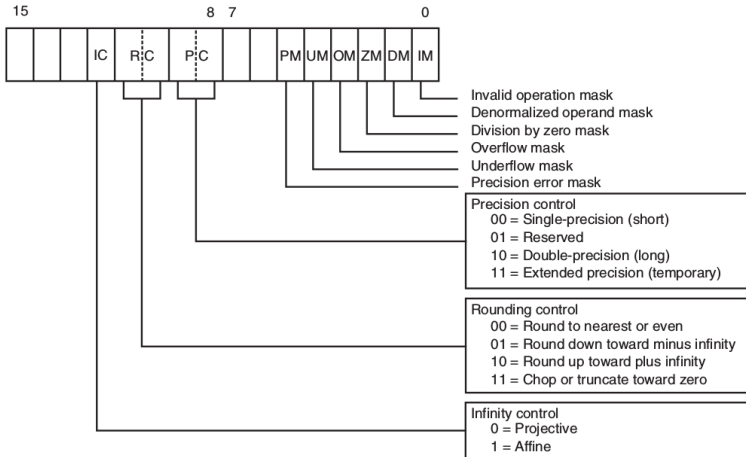 15 8 7 0
IC RC PC PM UM OM ZM DM IM
Invalid operation mask
Denormalized operand mask
Division by zero mask
Overflow mask
Underflow mask
Precision error mask
Precision control
00 = Single-precision (short)
01 = Reserved
10 = Double-precision (long)
11 = Extended precision (temporary)
Rounding control
00 = Round to nearest or even
01 = Round down toward minus infinity
10 = Round up toward plus infinity
11 = Chop or truncate toward zero
Infinity control
0 = Projective
1 = Affine